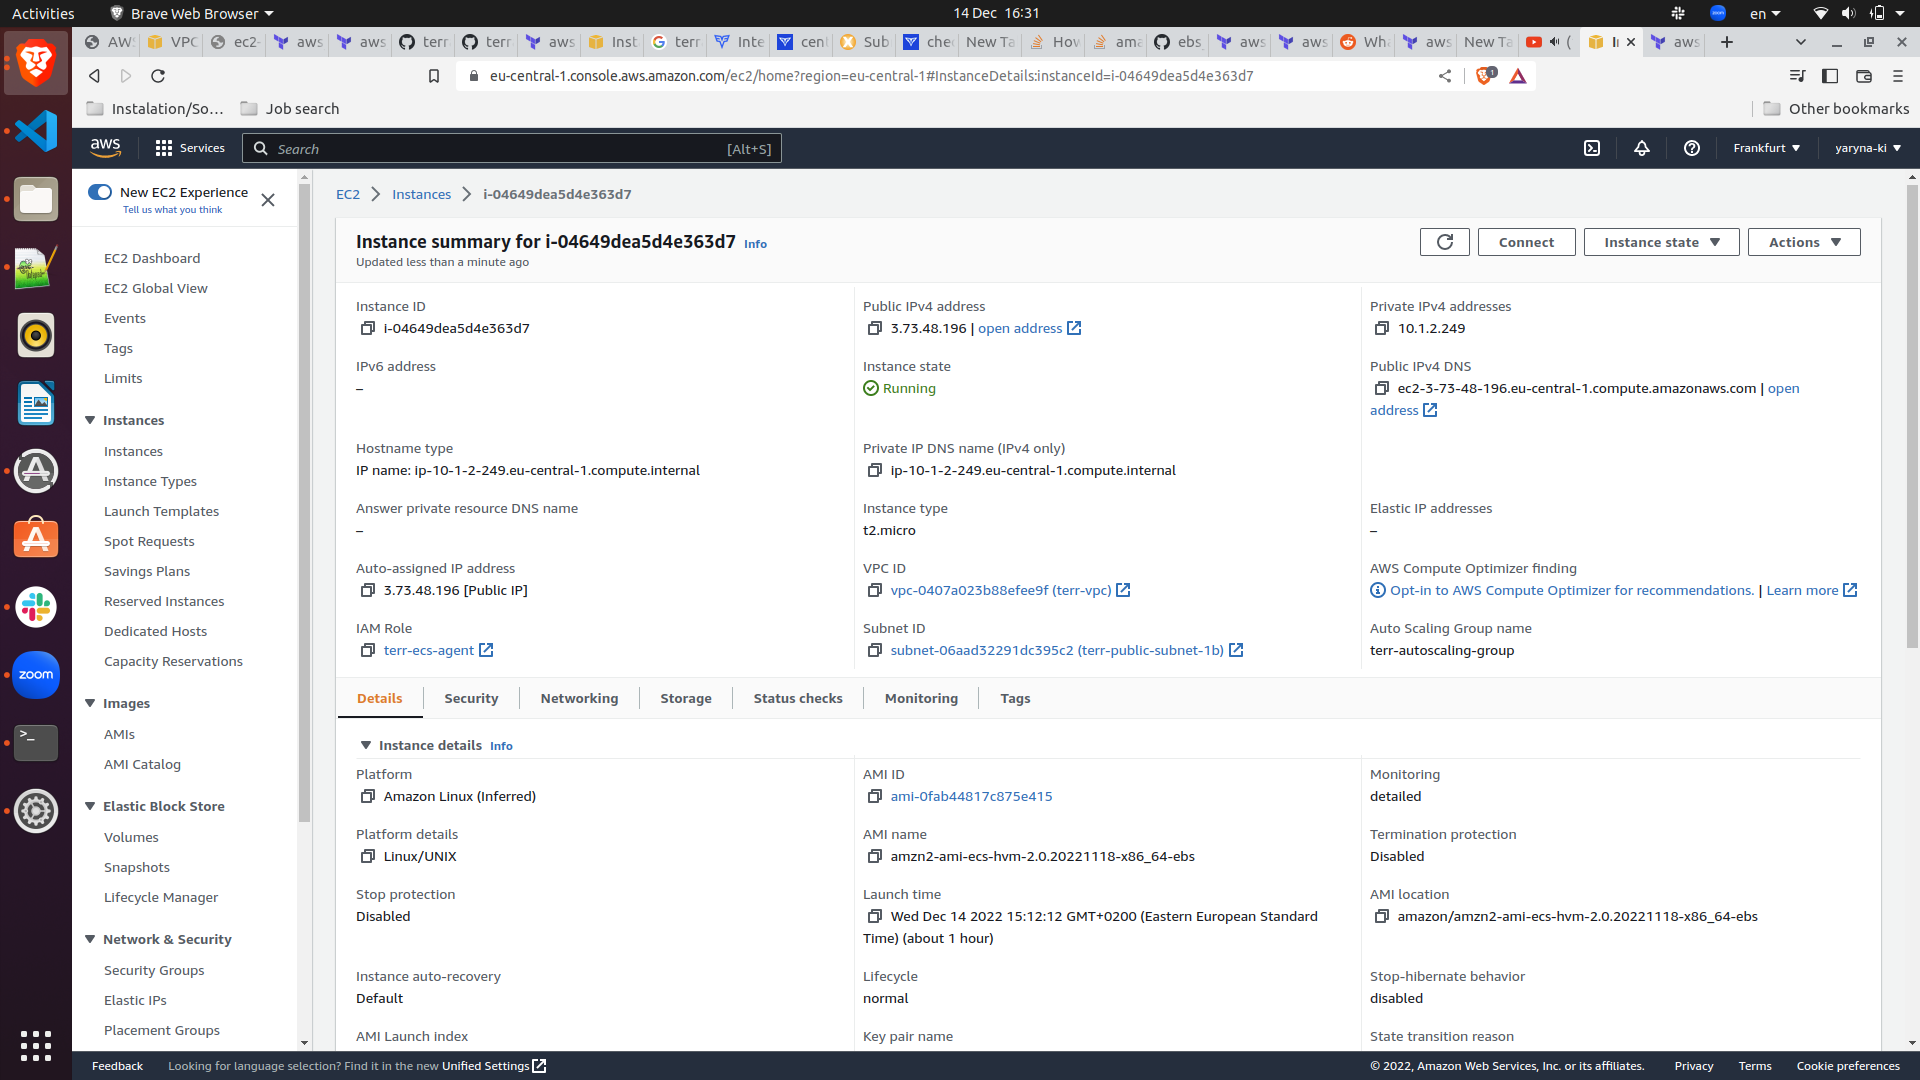 Activities
Brave Web Browser
14 Dec 16:31
en
AWS
VPC
ec2-
aws
aws
terr
terr
aws
Inst
terr
Inte
cent
Sub
che
New Ta
How
ama
ebs
aws
aws
Wha
aws
New Ta
aws
eu-central-1.console.aws.amazon.com/ec2/home?region=eu-central-1#InstanceDetails:instanceId=i-04649dea5d4e363d7
1
Instalation/So...
Job search
Other bookmarks
aws
Services
Search
[Alt+S]
Frankfurt
yaryna-ki
New EC2 Experience
Tell us what you think
EC2 Dashboard
EC2 Global View
Events
Tags
Limits
Instances
Instances
Instance Types
Launch Templates
Spot Requests
Savings Plans
Reserved Instances
Dedicated Hosts
Capacity Reservations
Images
AMIs
AMI Catalog
Elastic Block Store
Volumes
Snapshots
Lifecycle Manager
Network & Security
Security Groups
Elastic IPs
Placement Groups
zoom
EC2 > Instances > i-04649dea5d4e363d7
Instance summary for i-04649dea5d4e363d7 Info
Updated less than a minute ago
Connect
Instance state
Actions
Instance ID
i-04649dea5d4e363d7
Public IPv4 address
3.73.48.196 | open address
Private IPv4 addresses
10.1.2.249
IPv6 address
–
Instance state
Running
Public IPv4 DNS
ec2-3-73-48-196.eu-central-1.compute.amazonaws.com | open
address
Hostname type
IP name: ip-10-1-2-249.eu-central-1.compute.internal
Private IP DNS name (IPv4 only)
ip-10-1-2-249.eu-central-1.compute.internal
Answer private resource DNS name
–
Instance type
t2.micro
Elastic IP addresses
–
Auto-assigned IP address
3.73.48.196 [Public IP]
VPC ID
vpc-0407a023b88efee9f (terr-vpc)
AWS Compute Optimizer finding
Opt-in to AWS Compute Optimizer for recommendations. | Learn more
IAM Role
terr-ecs-agent
Subnet ID
subnet-06aad32291dc395c2 (terr-public-subnet-1b)
Auto Scaling Group name
terr-autoscaling-group
Details
Security
Networking
Storage
Status checks
Monitoring
Tags
Instance details Info
Platform
Amazon Linux (Inferred)
AMI ID
ami-0fab44817c875e415
Monitoring
detailed
Platform details
Linux/UNIX
AMI name
amzn2-ami-ecs-hvm-2.0.20221118-x86_64-ebs
Termination protection
Disabled
Stop protection
Disabled
Launch time
Wed Dec 14 2022 15:12:12 GMT+0200 (Eastern European Standard
Time) (about 1 hour)
AMI location
amazon/amzn2-ami-ecs-hvm-2.0.20221118-x86_64-ebs
Instance auto-recovery
Default
Lifecycle
normal
Stop-hibernate behavior
disabled
AMI Launch index
Key pair name
State transition reason
Feedback
Looking for language selection? Find it in the new Unified Settings
© 2022, Amazon Web Services, Inc. or its affiliates.
Privacy
Terms
Cookie preferences